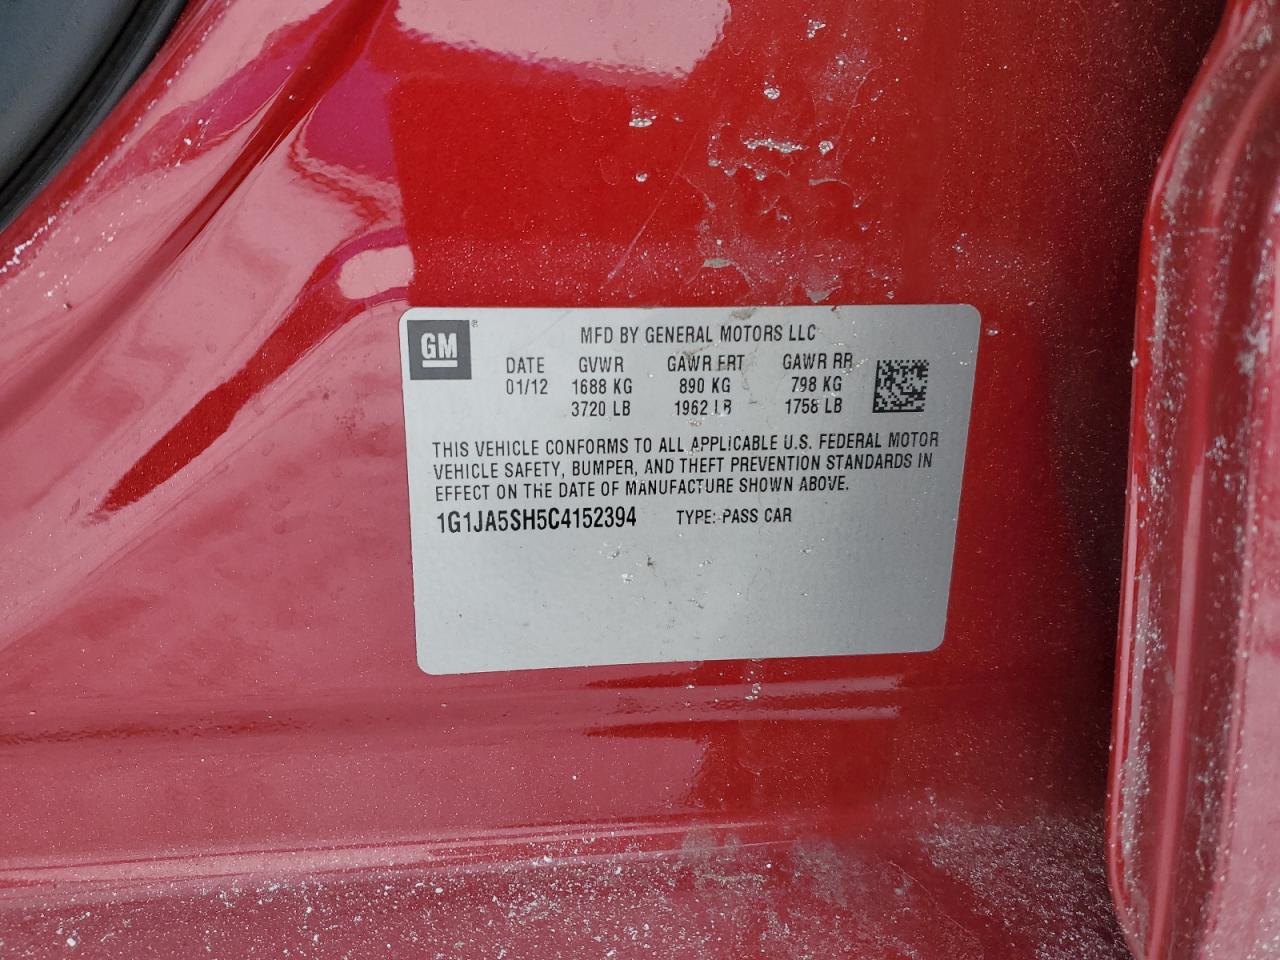 GM®
MFD BY GENERAL MOTORS LLC
DATE GVWR GAWR FRT GAWR RR
01/12 1688 KG 890 KG 798 KG
3720 LB 1962 LB 1758 LB
THIS VEHICLE CONFORMS TO ALL APPLICABLE U.S. FEDERAL MOTOR
VEHICLE SAFETY, BUMPER, AND THEFT PREVENTION STANDARDS IN
EFFECT ON THE DATE OF MANUFACTURE SHOWN ABOVE.
1G1JA5SH5C4152394 TYPE: PASS CAR